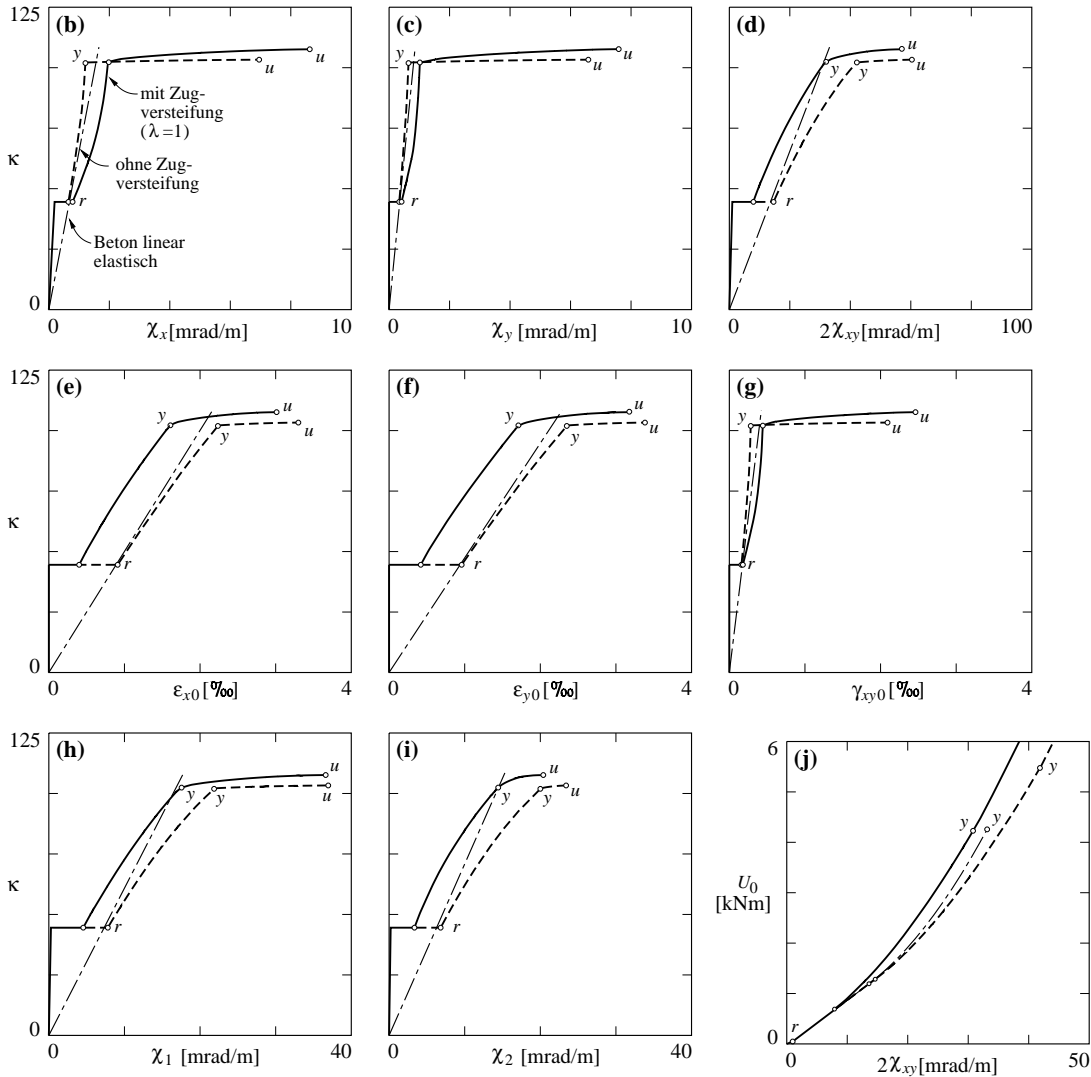 125
(b)
y
u
u
mit Zug-
versteifung
(λ=1)
κ
ohne Zug-
versteifung
r
Beton linear
elastisch
0
0
χx [mrad/m]
10
(c)
y
u
u
r
0
χy [mrad/m]
10
(d)
u
y
y
u
r
0
2χxy [mrad/m]
100
125
(e)
y
u
y
u
κ
r
0
0
εx0 [‰]
4
(f)
y
u
y
u
r
0
εy0 [‰]
4
(g)
y
u
u
r
0
γxy0 [‰]
4
125
(h)
u
y
y
u
κ
r
0
0
χ1 [mrad/m]
40
(i)
u
y
y
u
r
0
χ2 [mrad/m]
40
6
(j)
y
y
y
U0
[kNm]
r
0
0
2χxy [mrad/m]
50